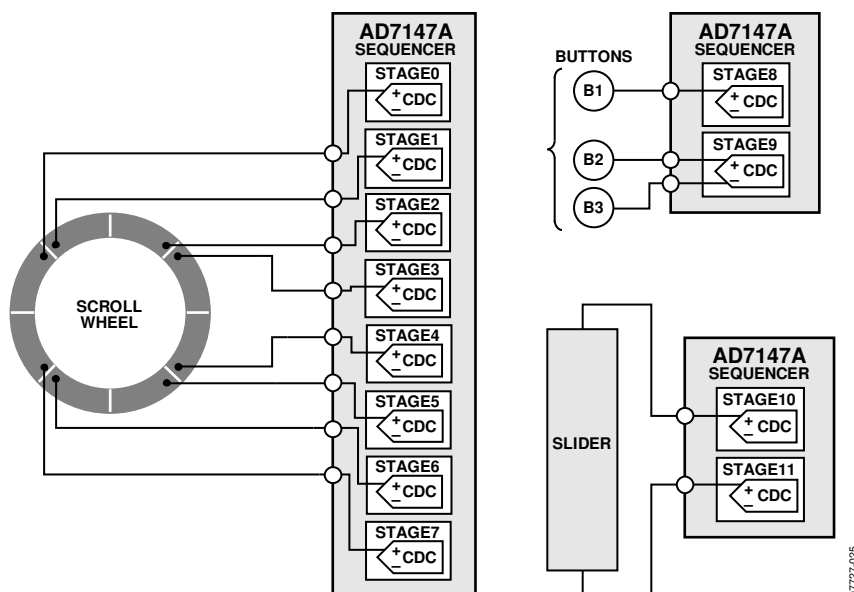 AD7147A
SEQUENCER
STAGE0
+
–
CDC
STAGE1
+
–
CDC
STAGE2
+
–
CDC
STAGE3
+
–
CDC
STAGE4
+
–
CDC
STAGE5
+
–
CDC
STAGE6
+
–
CDC
STAGE7
+
–
CDC
SCROLL
WHEEL
BUTTONS
B1
B2
B3
AD7147A
SEQUENCER
STAGE8
+
–
CDC
STAGE9
+
–
CDC
SLIDER
AD7147A
SEQUENCER
STAGE10
+
–
CDC
STAGE11
+
–
CDC